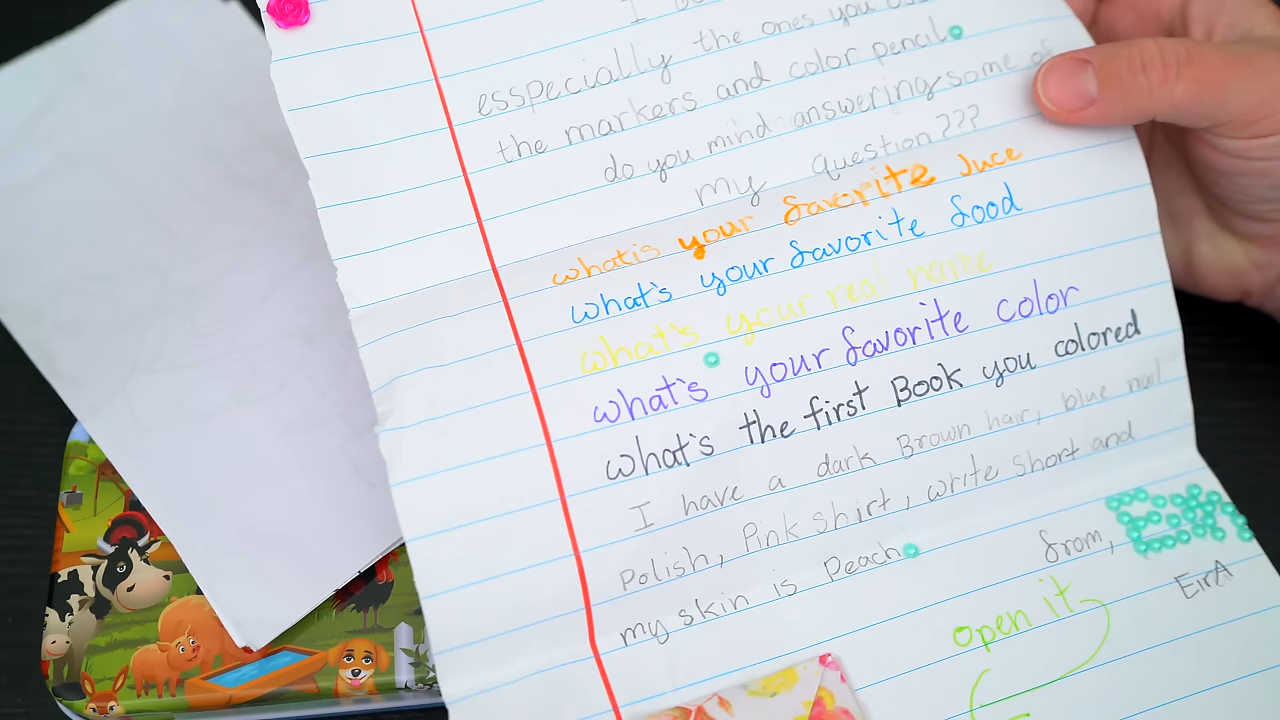 I
esspecially the ones you
the markers and color pencil.
do you mind answering some of
my question???
whatis your favorite Juce
what's your favorite food
what's your real name
what's your favorite color
what's the first Book you colored
I have a dark Brown hair, blue nail
Polish, Pink shirt, write short and
my skin is Peach.
from,
EirA
open it